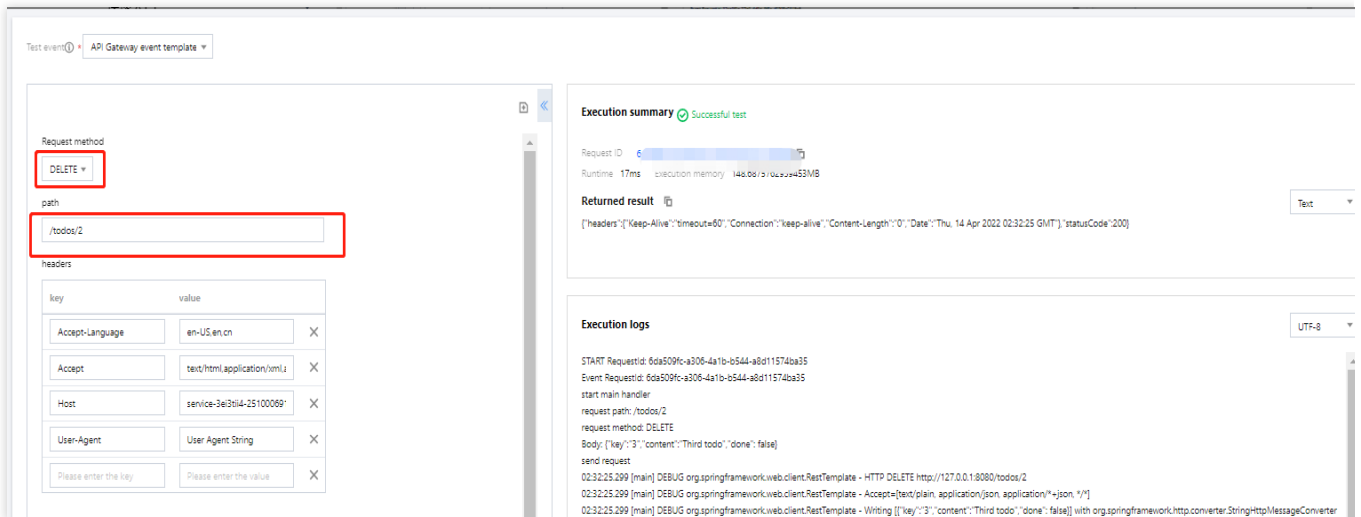 Test event * API Gateway event template
Request method
DELETE
path
/todos/2
headers
key value
Accept-Language en-US,en,cn
Accept text/html,application/xml,a
Host service-3ei3tii4-25100069
User-Agent User Agent String
Please enter the key Please enter the value
Execution summary Successful test
Request ID 6
Runtime 17ms Execution memory 148.6875762939453MB
Returned result
Text
{"headers":{"Keep-Alive":"timeout=60","Connection":"keep-alive","Content-Length":"0","Date":"Thu, 14 Apr 2022 02:32:25 GMT"},"statusCode":200}
Execution logs
UTF-8
START RequestId: 6da509fc-a306-4a1b-b544-a8d11574ba35
Event RequestId: 6da509fc-a306-4a1b-b544-a8d11574ba35
start main handler
request path: /todos/2
request method: DELETE
Body: {"key":"3","content":"Third todo","done": false}
send request
02:32:25.299 [main] DEBUG org.springframework.web.client.RestTemplate - HTTP DELETE http://127.0.0.1:8080/todos/2
02:32:25.299 [main] DEBUG org.springframework.web.client.RestTemplate - Accept=[text/plain, application/json, application/*+json, */*]
02:32:25.299 [main] DEBUG org.springframework.web.client.RestTemplate - Writing [{"key":"3","content":"Third todo","done": false}] with org.springframework.http.converter.StringHttpMessageConverter